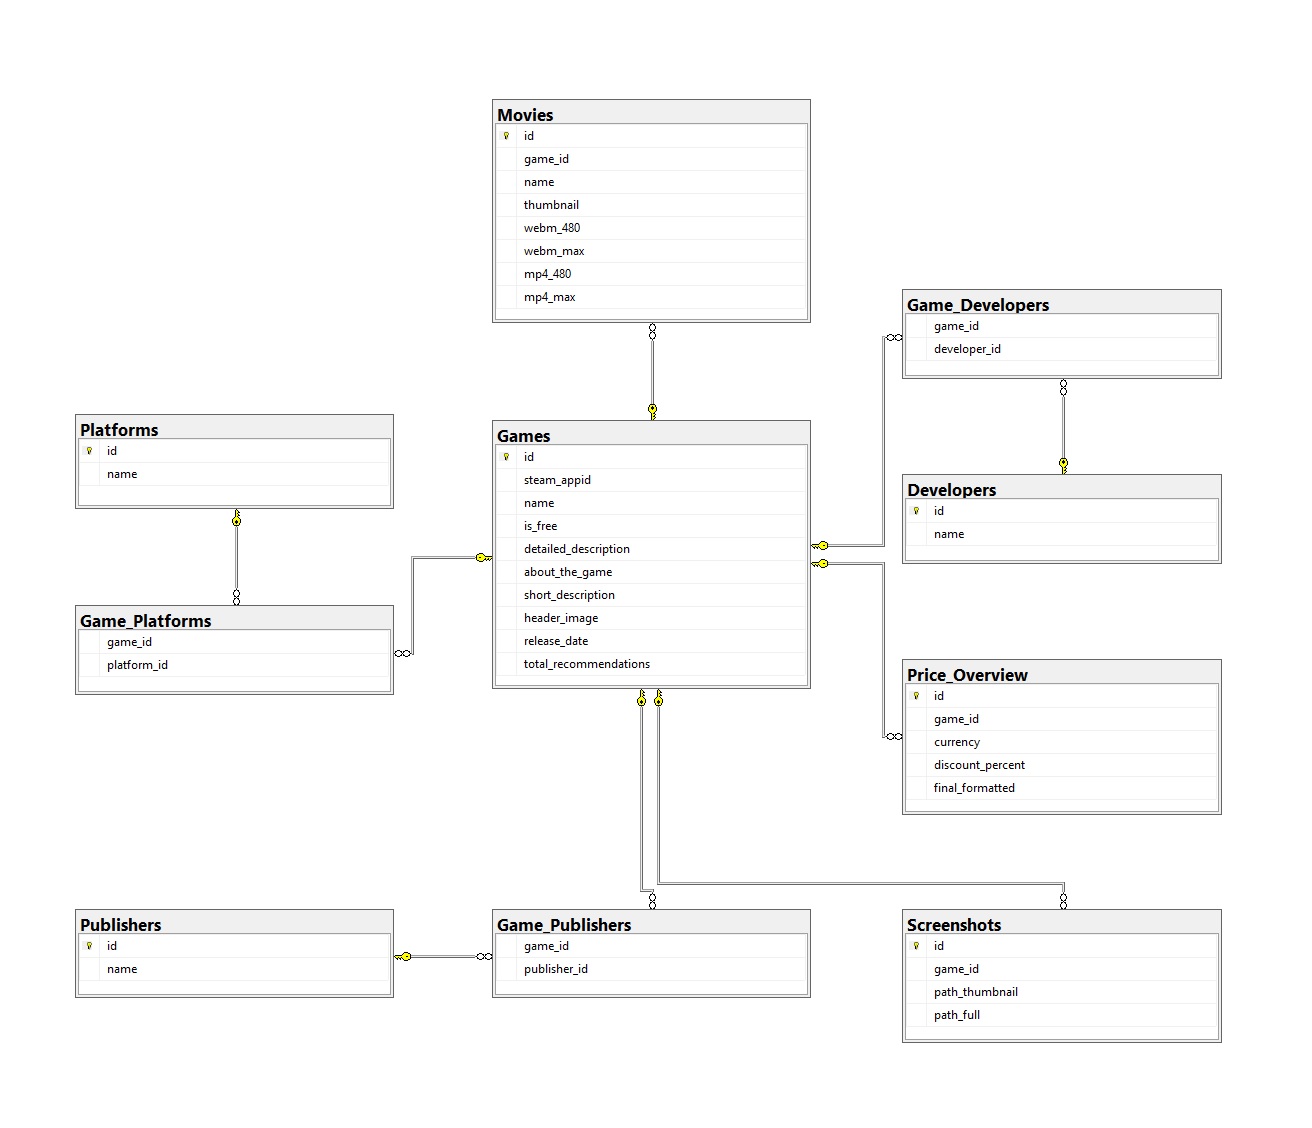 Movies
id
game_id
name
thumbnail
webm_480
webm_max
mp4_480
mp4_max
Game_Developers
game_id
developer_id
Platforms
id
name
Games
id
steam_appid
name
is_free
detailed_description
about_the_game
short_description
header_image
release_date
total_recommendations
Developers
id
name
Game_Platforms
game_id
platform_id
Price_Overview
id
game_id
currency
discount_percent
final_formatted
Publishers
id
name
Game_Publishers
game_id
publisher_id
Screenshots
id
game_id
path_thumbnail
path_full